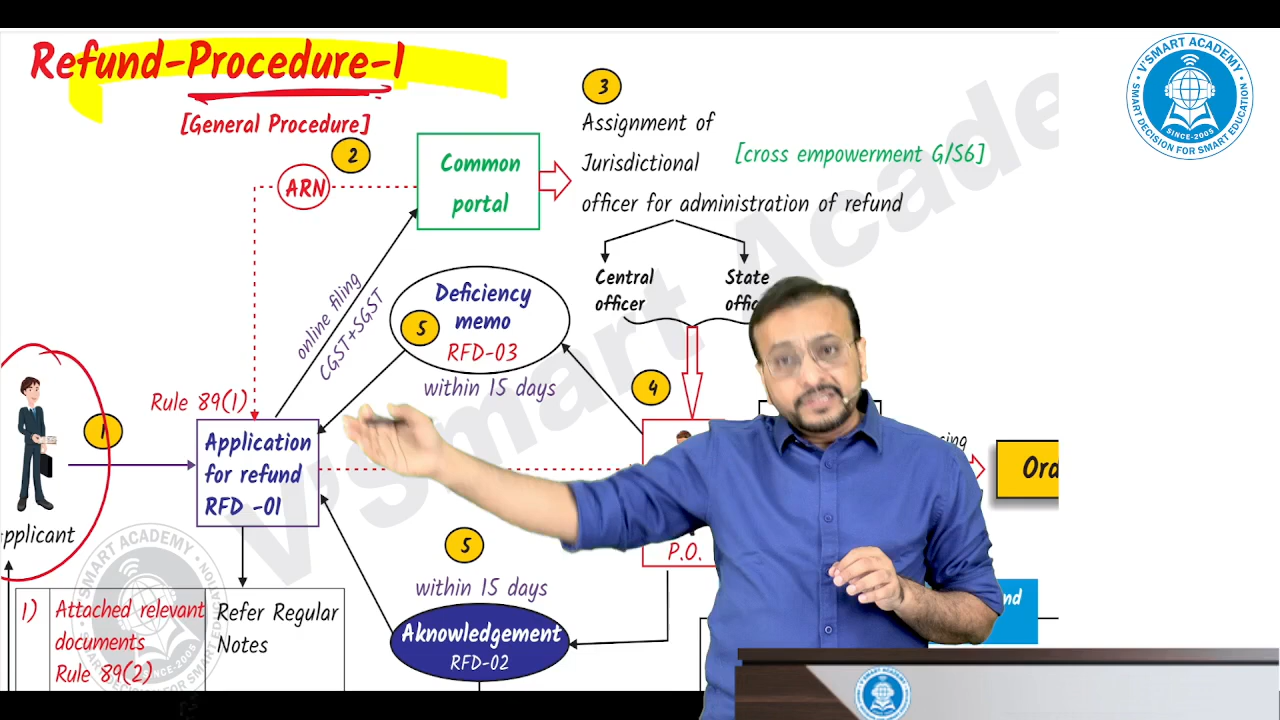 Refund-Procedure-1
[General Procedure]
2
ARN
Common
portal
3
Assignment of
Jurisdictional
officer for administration of refund
[cross empowerment G/S6]
Central
officer
State
online filing
CGST+SGST
Deficiency
memo
RFD-03
5
within 15 days
4
Rule 89(1)
1
Application
for refund
RFD -01
pplicant
P.O.
5
within 15 days
Aknowledgement
RFD-02
1)
Attached relevant
documents
Rule 89(2)
Refer Regular
Notes
V'SMART ACADEMY
SMART DECISION FOR SMART EDUCATION
SINCE-2005
V'Smart Academ